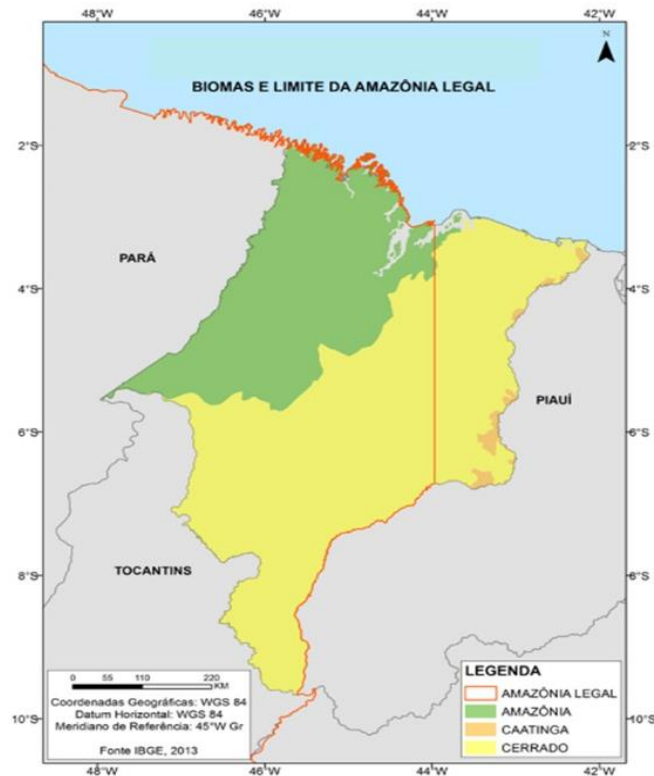 48°W 46°W 44°W 42°W
N
BIOMAS E LIMITE DA AMAZÔNIA LEGAL
2°S 2°S
PARÁ
4°S 4°S
PIAUÍ
6°S 6°S
TOCANTINS
8°S 8°S
0 55 110 220
KM
Coordenadas Geográficas: WGS 84
Datum Horizontal: WGS 84
Meridiano de Referência: 45°W Gr
Fonte IBGE, 2013
LEGENDA
AMAZÔNIA LEGAL
AMAZÔNIA
CAATINGA
CERRADO
10°S 10°S
48°W 46°W 44°W 42°W